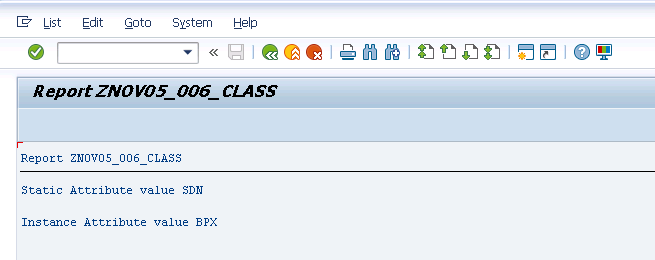 List Edit Goto System Help
Report ZNOV05_006_CLASS
Report ZNOV05_006_CLASS
Static Attribute value SDN
Instance Attribute value BPX